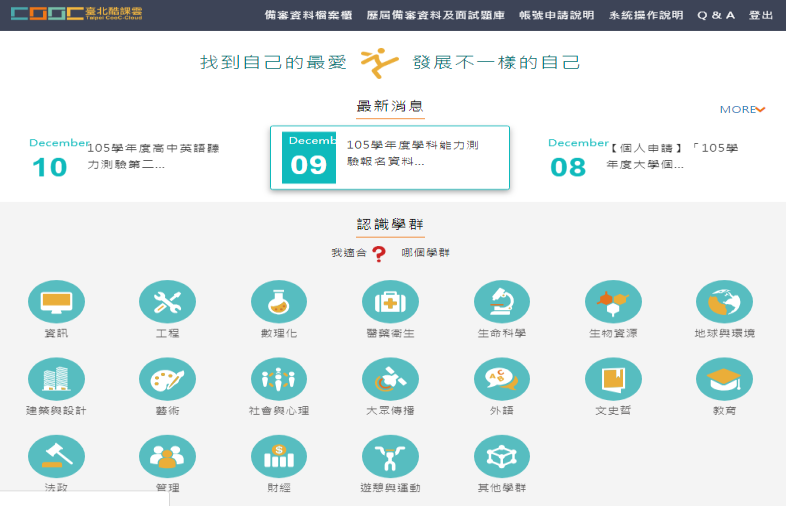 COOC 臺北酷課雲
Taipei CooC-Cloud
備審資料檔案櫃 歷屆備審資料及面試題庫 帳號申請說明 系統操作說明 Q & A 登出
找到自己的最愛 發展不一樣的自己
最新消息
MORE
December
10
105學年度高中英語聽
力測驗第二...
Decemb
09
105學年度學科能力測
驗報名資料...
December
08
【個人申請】「105學
年度大學個...
認識學群
我適合 ? 哪個學群
資訊 工程 數理化 醫藥衛生 生命科學 生物資源 地球與環境
建築與設計 藝術 社會與心理 大眾傳播 外語 文史哲 教育
法政 管理 財經 遊憩與運動 其他學群